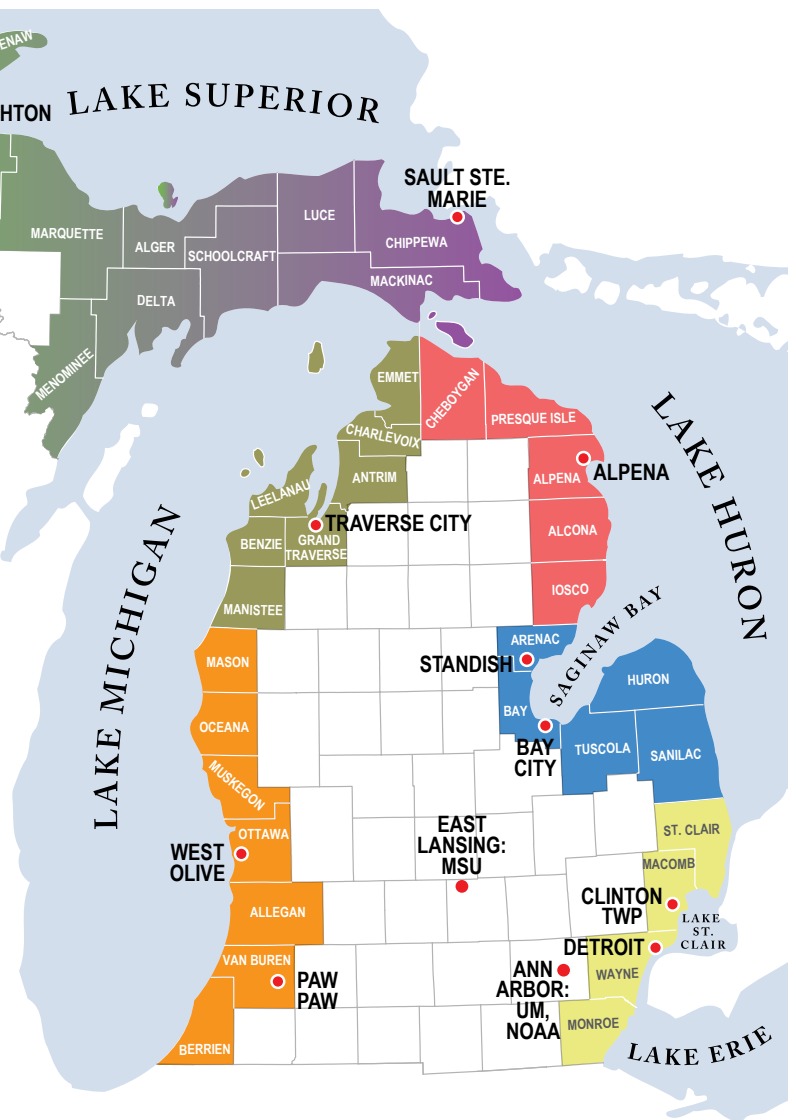 ENAW
HTON
LAKE SUPERIOR
SAULT STE.
MARIE
MARQUETTE
ALGER
SCHOOLCRAFT
LUCE
CHIPPEWA
MACKINAC
DELTA
MENOMINEE
EMMET
CHEBOYGAN
PRESQUE ISLE
CHARLEVOIX
ANTRIM
LEELANAU
ALPENA
ALPENA
LAKE HURON
TRAVERSE CITY
GRAND
TRAVERSE
BENZIE
ALCONA
MANISTEE
IOSCO
LAKE MICHIGAN
SAGINAW BAY
ARENAC
STANDISH
MASON
HURON
BAY
OCEANA
BAY
CITY
TUSCOLA
SANILAC
MUSKEGON
OTTAWA
WEST
OLIVE
EAST
LANSING:
MSU
ST. CLAIR
MACOMB
CLINTON
TWP
LAKE
ST.
CLAIR
ALLEGAN
DETROIT
VAN BUREN
PAW
PAW
ANN
ARBOR:
UM,
NOAA
WAYNE
MONROE
BERRIEN
LAKE ERIE